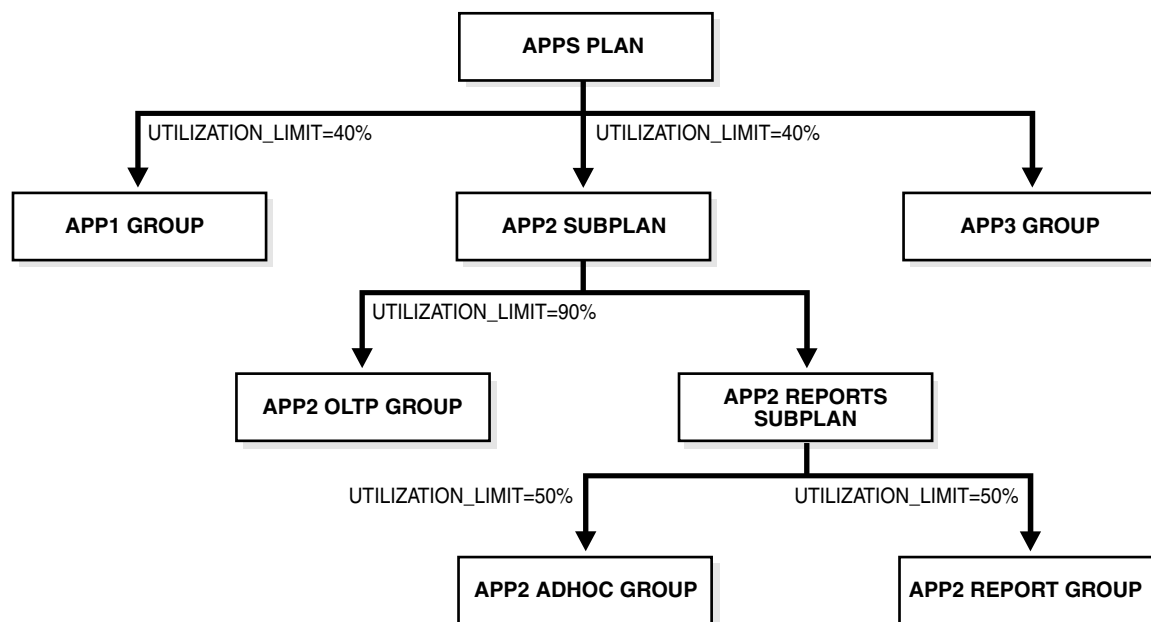 APPS PLAN
UTILIZATION_LIMIT=40%
UTILIZATION_LIMIT=40%
APP1 GROUP
APP2 SUBPLAN
APP3 GROUP
UTILIZATION_LIMIT=90%
APP2 OLTP GROUP
APP2 REPORTS
SUBPLAN
UTILIZATION_LIMIT=50%
UTILIZATION_LIMIT=50%
APP2 ADHOC GROUP
APP2 REPORT GROUP